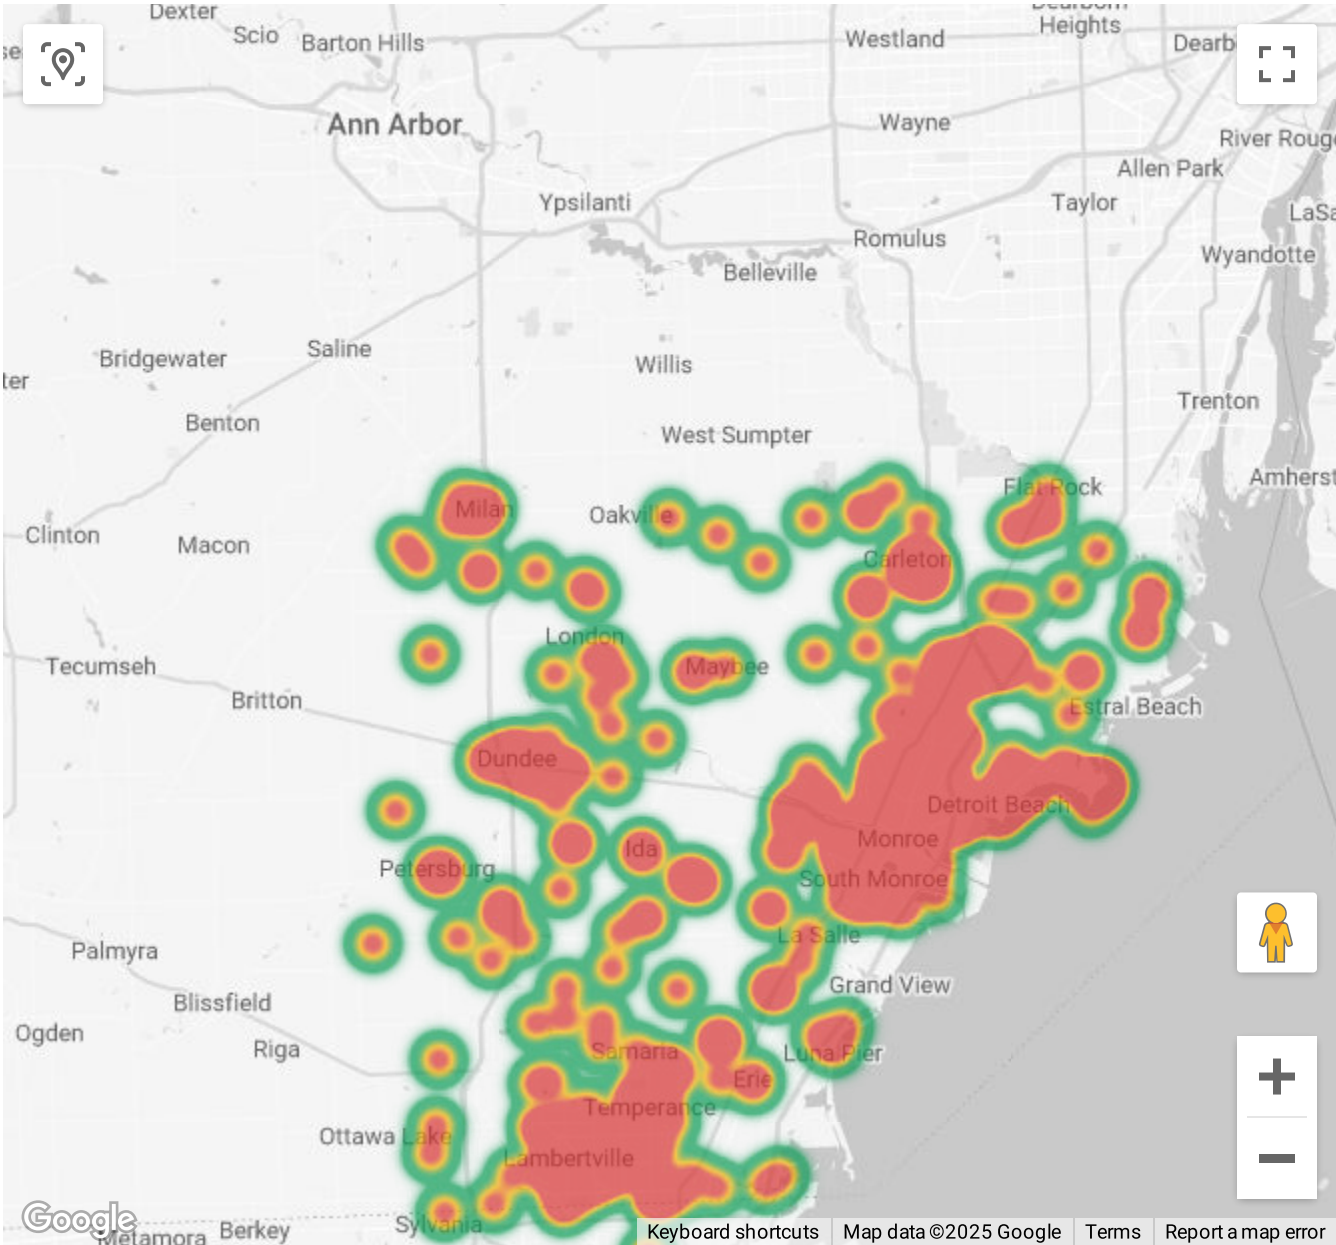 Dexter
Scio
Barton Hills
Westland
Dearborn
Heights
Dearb
Ann Arbor
Wayne
River Roug
Allen Park
Ypsilanti
Taylor
LaSa
Romulus
Wyandotte
Belleville
Bridgewater
Saline
Willis
ter
Trenton
Benton
West Sumpter
Amherst
Flat Rock
Milan
Oakville
Clinton
Macon
Carleton
London
Tecumseh
Maybee
Britton
Estral Beach
Dundee
Detroit Beach
Monroe
Ida
Petersburg
South Monroe
La Salle
Palmyra
Grand View
Blissfield
Ogden
Riga
Samaria
Luna Pier
Erie
Temperance
Ottawa Lake
Lambertville
Google
Sylvania
Berkey
Metamora
Keyboard shortcuts
Map data ©2025 Google
Terms
Report a map error